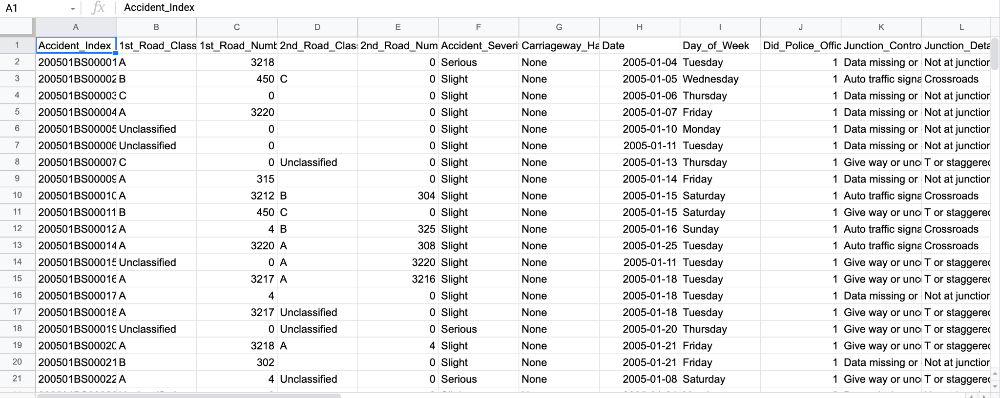 A1 fx Accident_Index
A B C D E F G H I J K L
1 Accident_Index 1st_Road_Class 1st_Road_Numb 2nd_Road_Clas 2nd_Road_Num Accident_Severi Carriageway_Ha Date Day_of_Week Did_Police_Offic Junction_Contro Junction_Deta
2 200501BS00001 A 3218 0 Serious None 2005-01-04 Tuesday 1 Data missing or Not at junction
3 200501BS00002 B 450 C 0 Slight None 2005-01-05 Wednesday 1 Auto traffic signa Crossroads
4 200501BS00003 C 0 0 Slight None 2005-01-06 Thursday 1 Data missing or Not at junction
5 200501BS00004 A 3220 0 Slight None 2005-01-07 Friday 1 Data missing or Not at junction
6 200501BS00005 Unclassified 0 0 Slight None 2005-01-10 Monday 1 Data missing or Not at junction
7 200501BS00006 Unclassified 0 0 Slight None 2005-01-11 Tuesday 1 Data missing or Not at junction
8 200501BS00007 C 0 Unclassified 0 Slight None 2005-01-13 Thursday 1 Give way or unc T or staggered
9 200501BS00009 A 315 0 Slight None 2005-01-14 Friday 1 Data missing or Not at junction
10 200501BS00010 A 3212 B 304 Slight None 2005-01-15 Saturday 1 Auto traffic signa Crossroads
11 200501BS00011 B 450 C 0 Slight None 2005-01-15 Saturday 1 Give way or unc T or staggered
12 200501BS00012 A 4 B 325 Slight None 2005-01-16 Sunday 1 Auto traffic signa Crossroads
13 200501BS00014 A 3220 A 308 Slight None 2005-01-25 Tuesday 1 Auto traffic signa Crossroads
14 200501BS00015 Unclassified 0 A 3220 Slight None 2005-01-11 Tuesday 1 Give way or unc T or staggered
15 200501BS00016 A 3217 A 3216 Slight None 2005-01-18 Tuesday 1 Give way or unc T or staggered
16 200501BS00017 A 4 0 Slight None 2005-01-18 Tuesday 1 Data missing or Not at junction
17 200501BS00018 A 3217 Unclassified 0 Slight None 2005-01-18 Tuesday 1 Give way or unc T or staggered
18 200501BS00019 Unclassified 0 Unclassified 0 Serious None 2005-01-20 Thursday 1 Give way or unc T or staggered
19 200501BS00020 A 3218 A 4 Slight None 2005-01-21 Friday 1 Give way or unc T or staggered
20 200501BS00021 B 302 0 Slight None 2005-01-21 Friday 1 Data missing or Not at junction
21 200501BS00022 A 4 Unclassified 0 Serious None 2005-01-08 Saturday 1 Give way or unc T or staggered